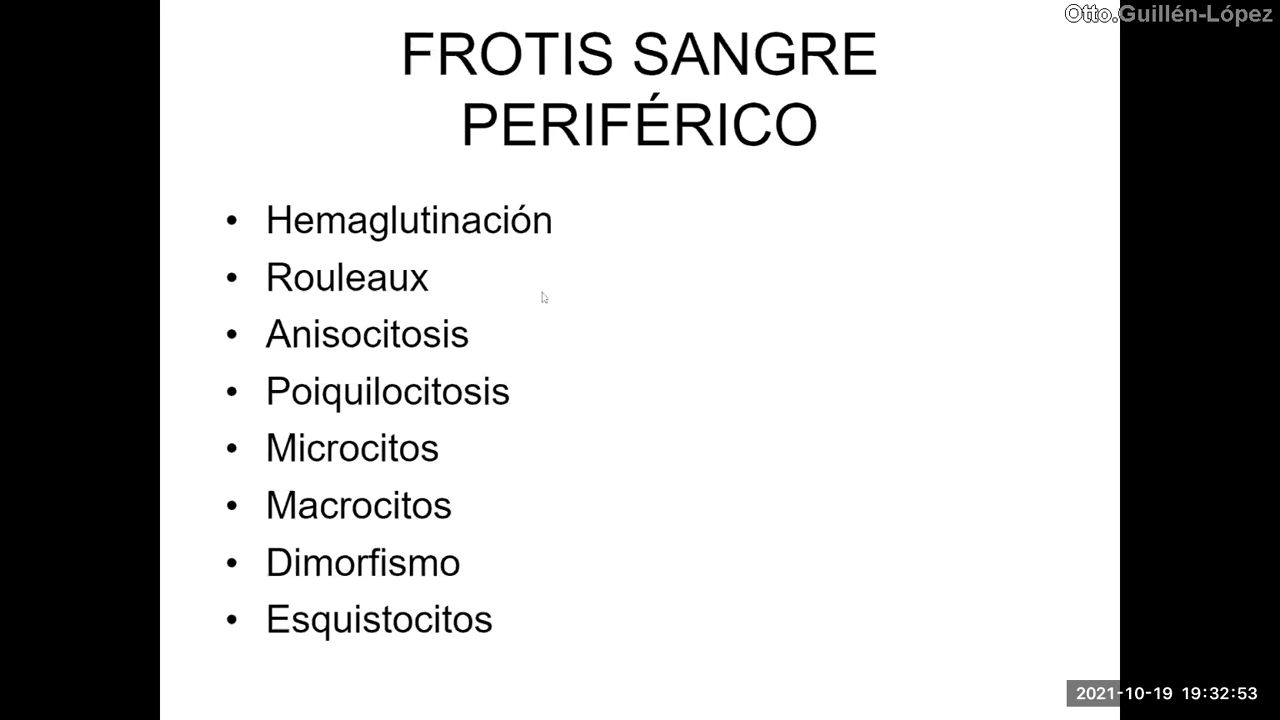 Otto.Guillén-López
FROTIS SANGRE
PERIFÉRICO
• Hemaglutinación
• Rouleaux
• Anisocitosis
• Poiquilocitosis
• Microcitos
• Macrocitos
• Dimorfismo
• Esquistocitos
2021-10-19 19:32:53